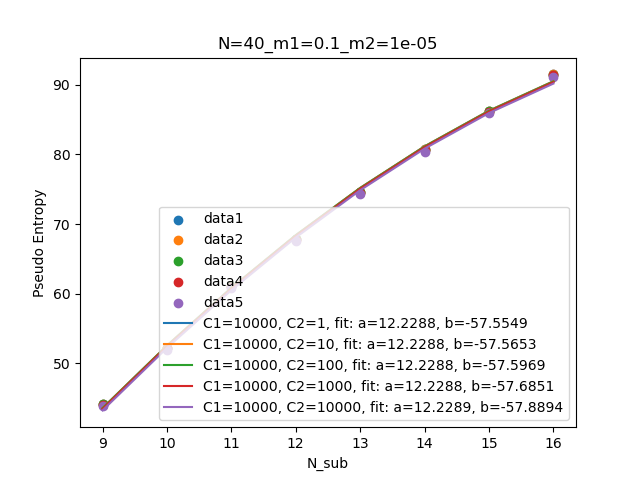 N=40_m1=0.1_m2=1e-05
Pseudo Entropy
90
80
70
60
50
data1
data2
data3
data4
data5
C1=10000, C2=1, fit: a=12.2288, b=-57.5549
C1=10000, C2=10, fit: a=12.2288, b=-57.5653
C1=10000, C2=100, fit: a=12.2288, b=-57.5969
C1=10000, C2=1000, fit: a=12.2288, b=-57.6851
C1=10000, C2=10000, fit: a=12.2289, b=-57.8894
9 10 11 12 13 14 15 16
N_sub